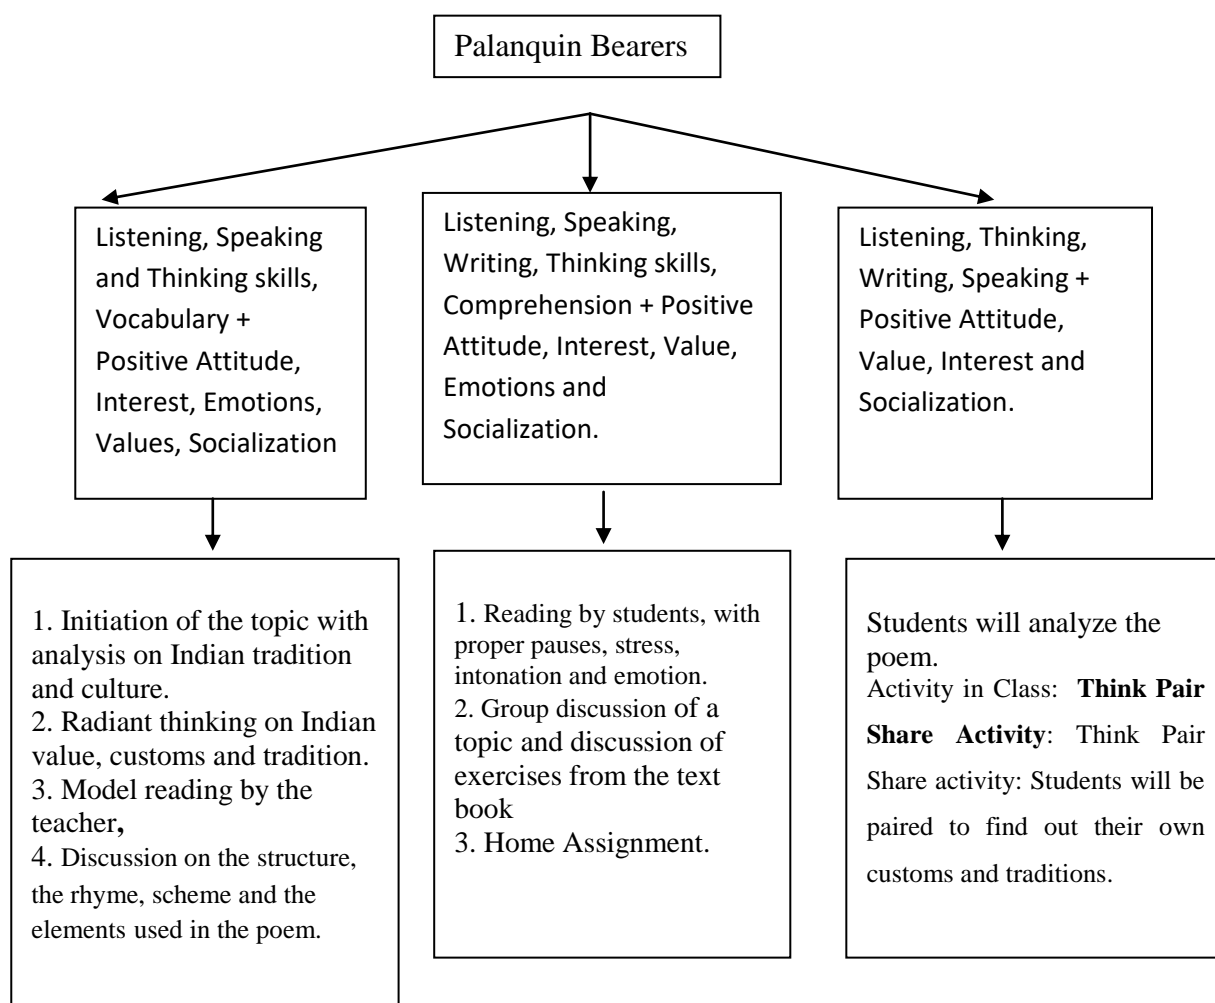 Palanquin Bearers
Listening, Speaking
and Thinking skills,
Vocabulary +
Positive Attitude,
Interest, Emotions,
Values, Socialization
Listening, Speaking,
Writing, Thinking skills,
Comprehension + Positive
Attitude, Interest, Value,
Emotions and
Socialization.
Listening, Thinking,
Writing, Speaking +
Positive Attitude,
Value, Interest and
Socialization.
1. Initiation of the topic with
analysis on Indian tradition
and culture.
2. Radiant thinking on Indian
value, customs and tradition.
3. Model reading by the
teacher,
4. Discussion on the structure,
the rhyme, scheme and the
elements used in the poem.
1. Reading by students, with
proper pauses, stress,
intonation and emotion.
2. Group discussion of a
topic and discussion of
exercises from the text
book
3. Home Assignment.
Students will analyze the
poem.
Activity in Class: Think Pair
Share Activity: Think Pair
Share activity: Students will be
paired to find out their own
customs and traditions.